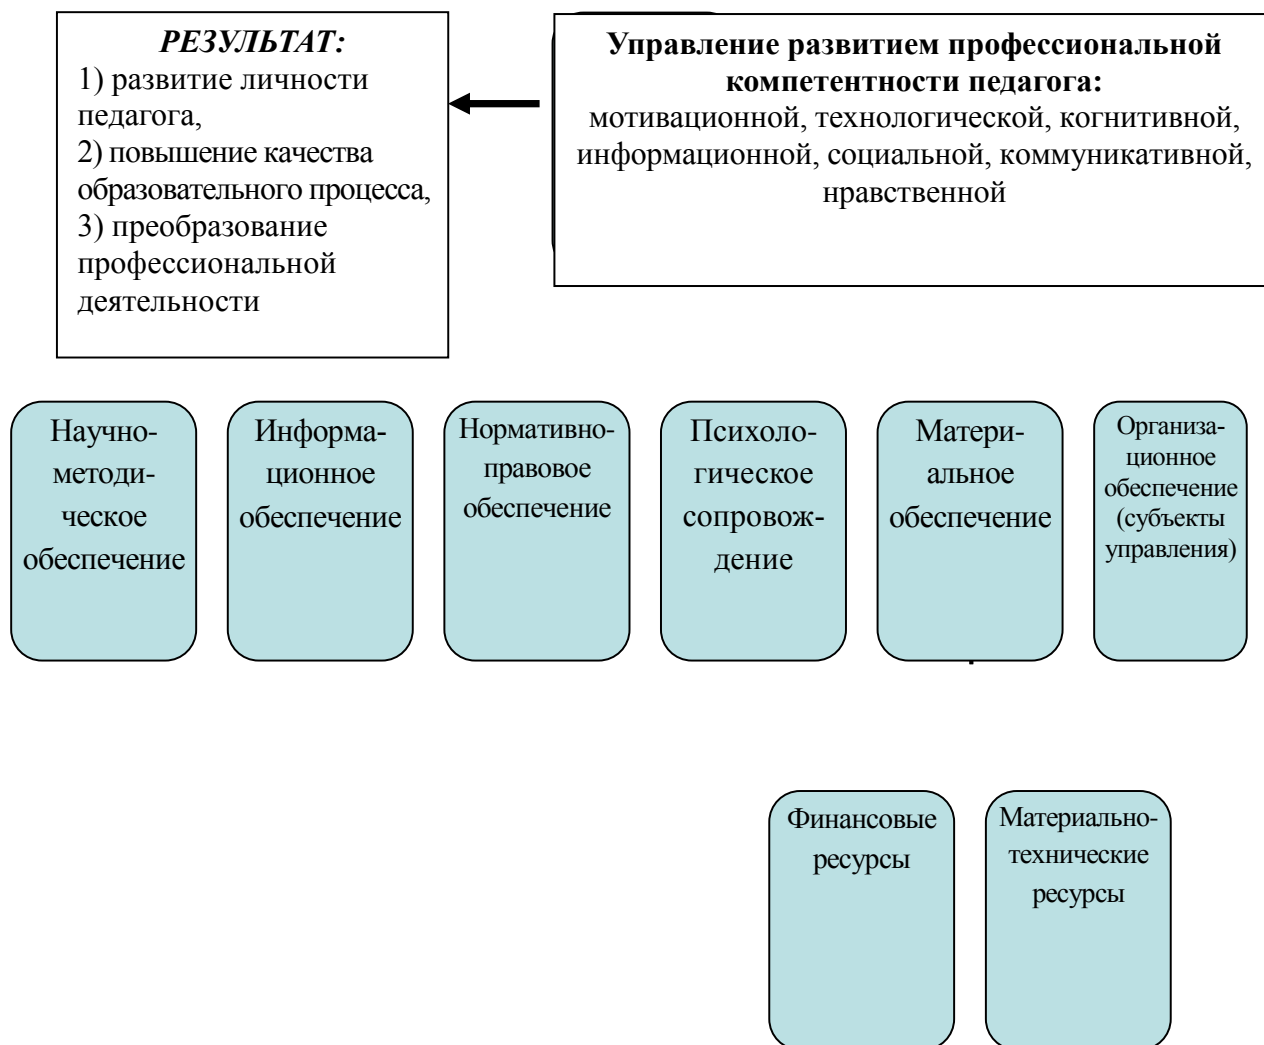 РЕЗУЛЬТАТ:
1) развитие личности
педагога,
2) повышение качества
образовательного процесса,
3) преобразование
профессиональной
деятельности
Управление развитием профессиональной
компетентности педагога:
мотивационной, технологической, когнитивной,
информационной, социальной, коммуникативной,
нравственной
Научно-
методи-
ческое
обеспечение
Информа-
ционное
обеспечение
Нормативно-
правовое
обеспечение
Психоло-
гическое
сопровож-
дение
Матери-
альное
обеспечение
Организа-
ционное
обеспечение
(субъекты
управления)
Финансовые
ресурсы
Материально-
технические
ресурсы